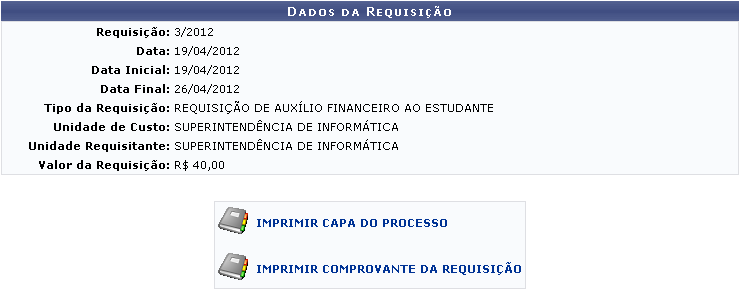 Dados da Requisição
Requisição: 3/2012
Data: 19/04/2012
Data Inicial: 19/04/2012
Data Final: 26/04/2012
Tipo da Requisição: REQUISIÇÃO DE AUXÍLIO FINANCEIRO AO ESTUDANTE
Unidade de Custo: SUPERINTENDÊNCIA DE INFORMÁTICA
Unidade Requisitante: SUPERINTENDÊNCIA DE INFORMÁTICA
Valor da Requisição: R$ 40,00
IMPRIMIR CAPA DO PROCESSO
IMPRIMIR COMPROVANTE DA REQUISIÇÃO